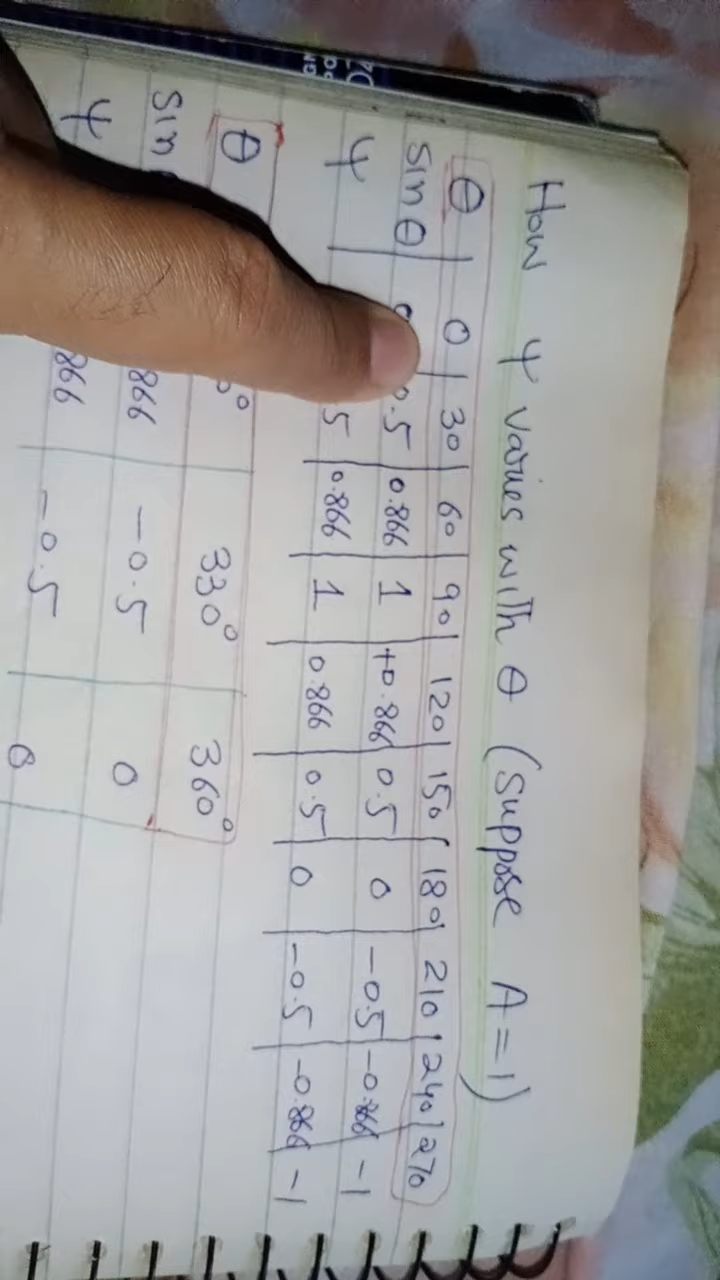 How ψ varies with θ (suppose A=1)
θ 0 30 60 90 120 150 180 210 240 270
sinθ 0.5 0.866 1 +0.866 0.5 0 -0.5 -0.866 -1
ψ 5 0.866 1 0.866 0.5 0 -0.5 -0.866 -1
θ 330° 360°
sin 866 -0.5 0
ψ 866 -0.5 0